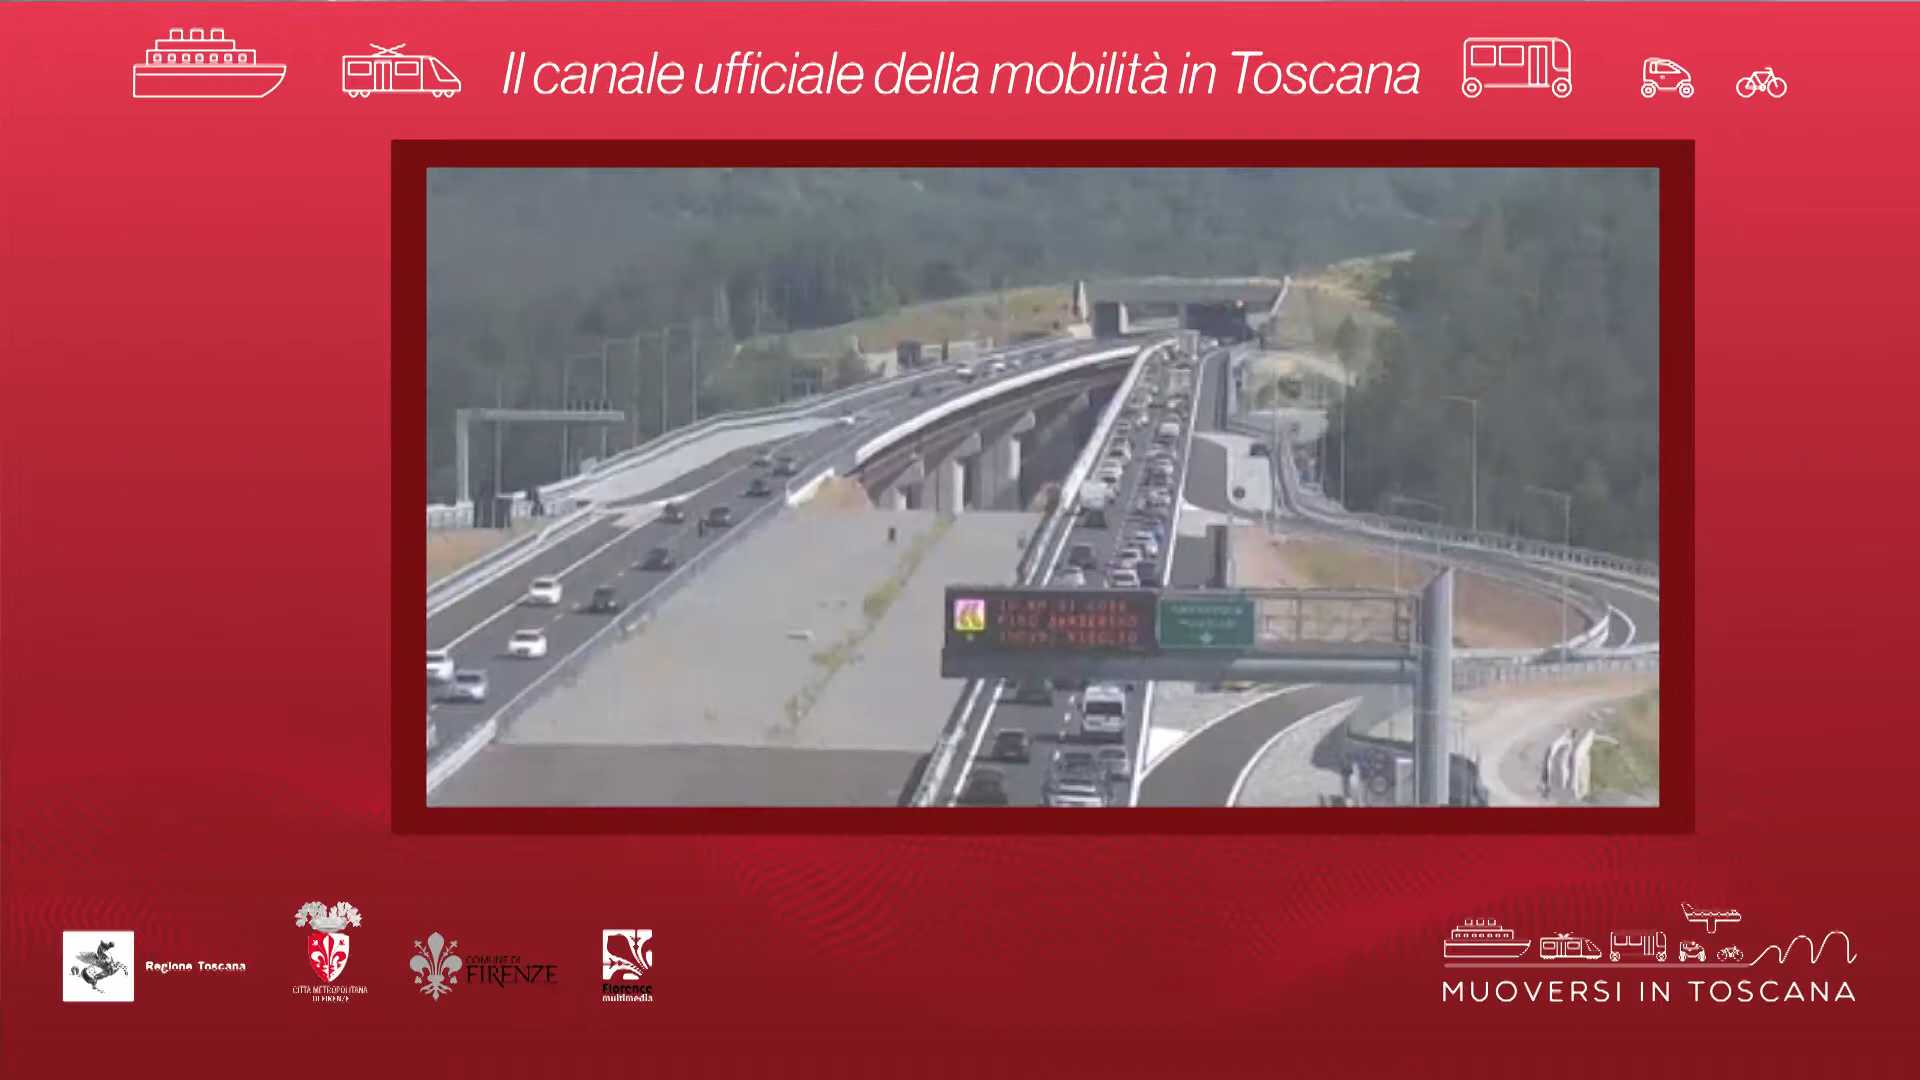 Il canale ufficiale della mobilità in Toscana
Regione Toscana
CITTÀ METROPOLITANA
DI FIRENZE
COMUNE DI
FIRENZE
Florence
multimedia
MUOVERSI IN TOSCANA